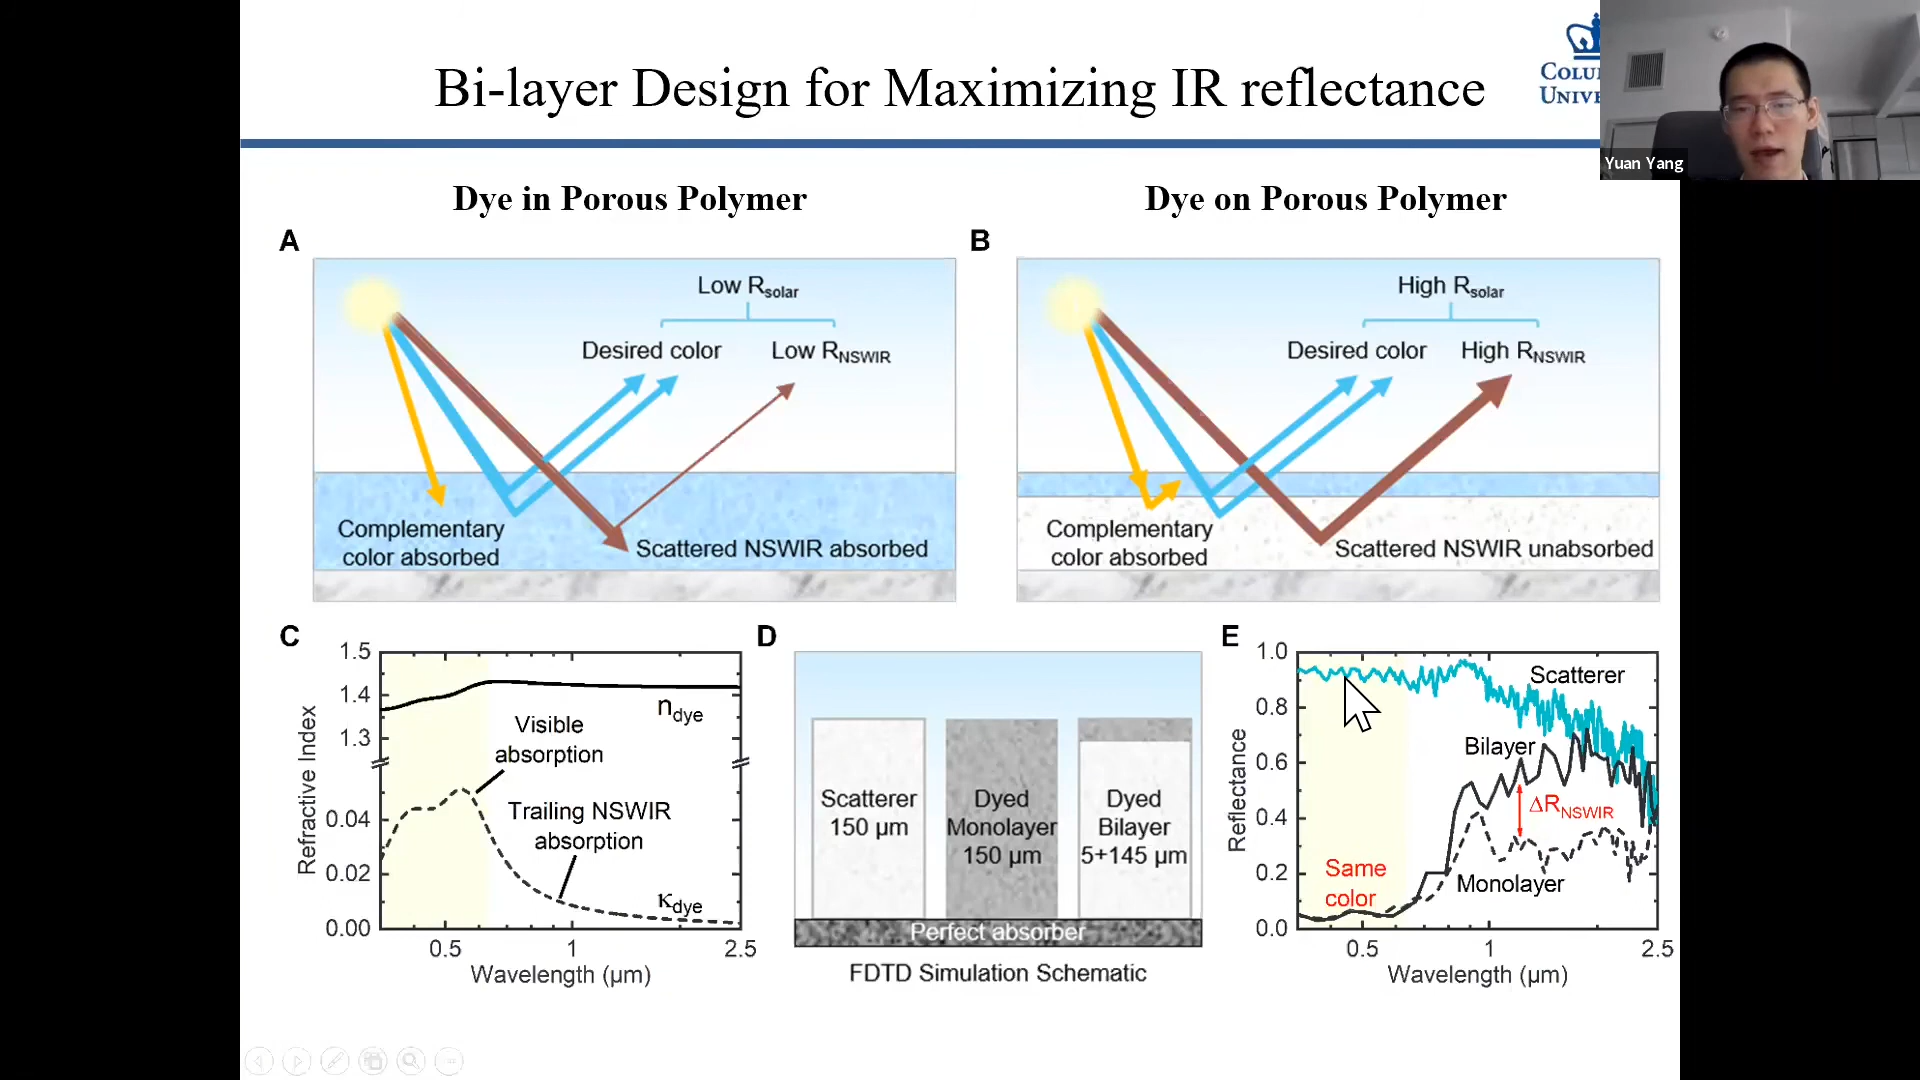 Bi-layer Design for Maximizing IR reflectance
COLU
UNIVE
Yuan Yang
Dye in Porous Polymer
Dye on Porous Polymer
A
Low Rsolar
Desired color
Low RNSWIR
Complementary
color absorbed
Scattered NSWIR absorbed
B
High Rsolar
Desired color
High RNSWIR
Complementary
color absorbed
Scattered NSWIR unabsorbed
C
1.5
1.4
1.3
0.04
0.02
0.00
Refractive Index
ndye
Visible
absorption
Trailing NSWIR
absorption
κdye
0.5
1
2.5
Wavelength (μm)
D
Scatterer
150 μm
Dyed
Monolayer
150 μm
Dyed
Bilayer
5+145 μm
Perfect absorber
FDTD Simulation Schematic
E
1.0
0.8
0.6
0.4
0.2
0.0
Reflectance
Scatterer
Bilayer
ΔRNSWIR
Same
color
Monolayer
0.5
1
2.5
Wavelength (μm)